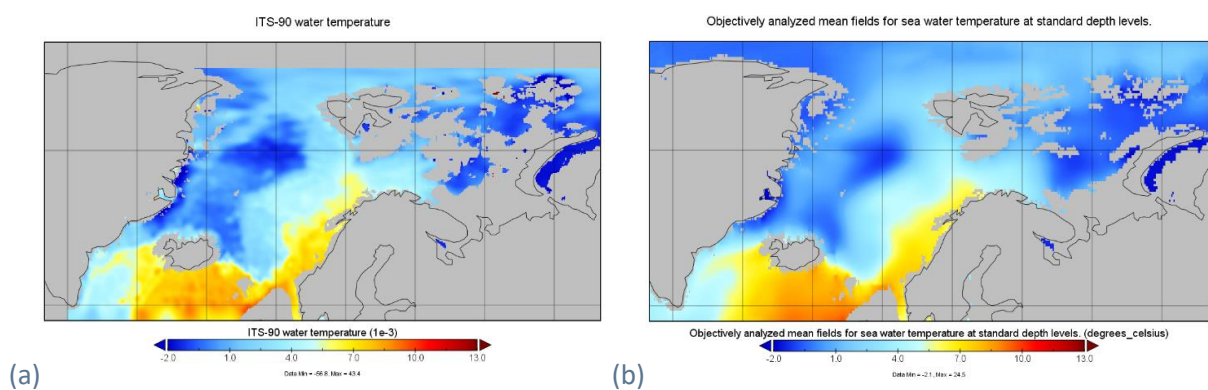 ITS-90 water temperature
ITS-90 water temperature (1e-3)
-2.0 1.0 4.0 7.0 10.0 13.0
Data Min = -56.8, Max = 43.4
(a)
Objectively analyzed mean fields for sea water temperature at standard depth levels.
Objectively analyzed mean fields for sea water temperature at standard depth levels. (degrees_celsius)
-2.0 1.0 4.0 7.0 10.0 13.0
Data Min = -2.1, Max = 24.5
(b)